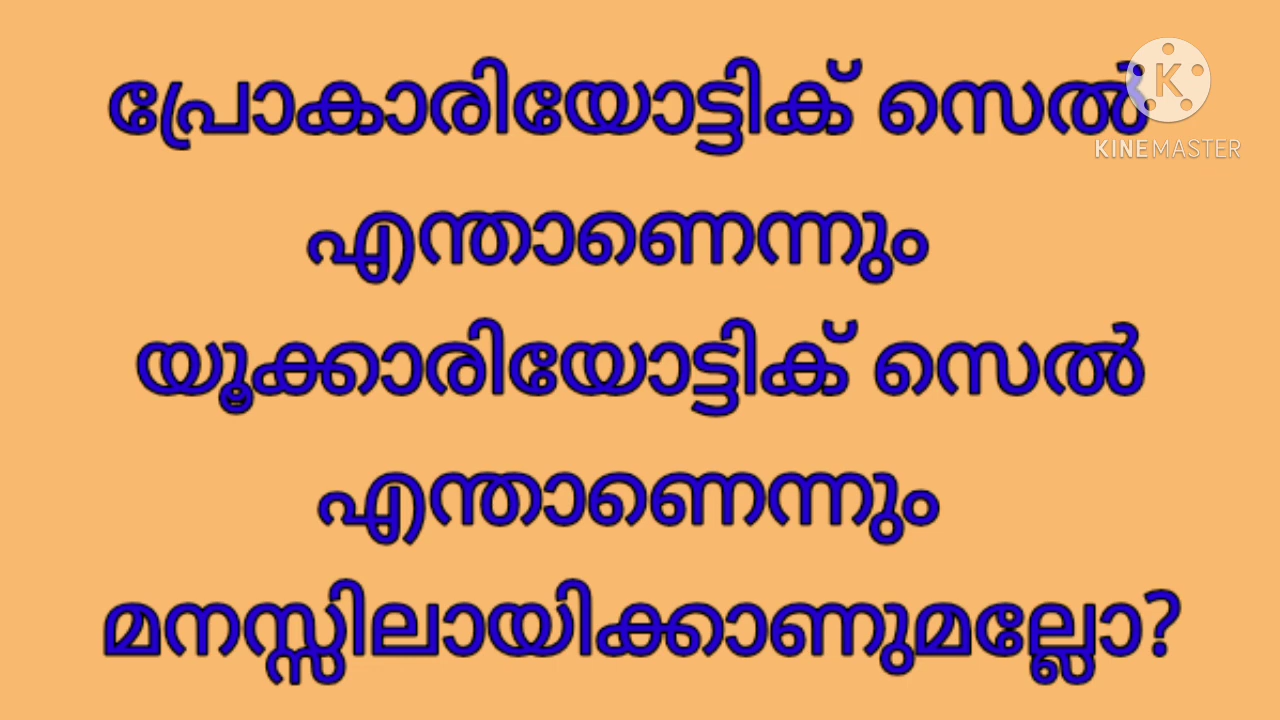 പ്രോകാരിയോട്ടിക് സെൽ
എന്താണെന്നും
യൂക്കാരിയോട്ടിക് സെൽ
എന്താണെന്നും
മനസ്സിലായിക്കാണുമല്ലോ?
K
KINEMASTER